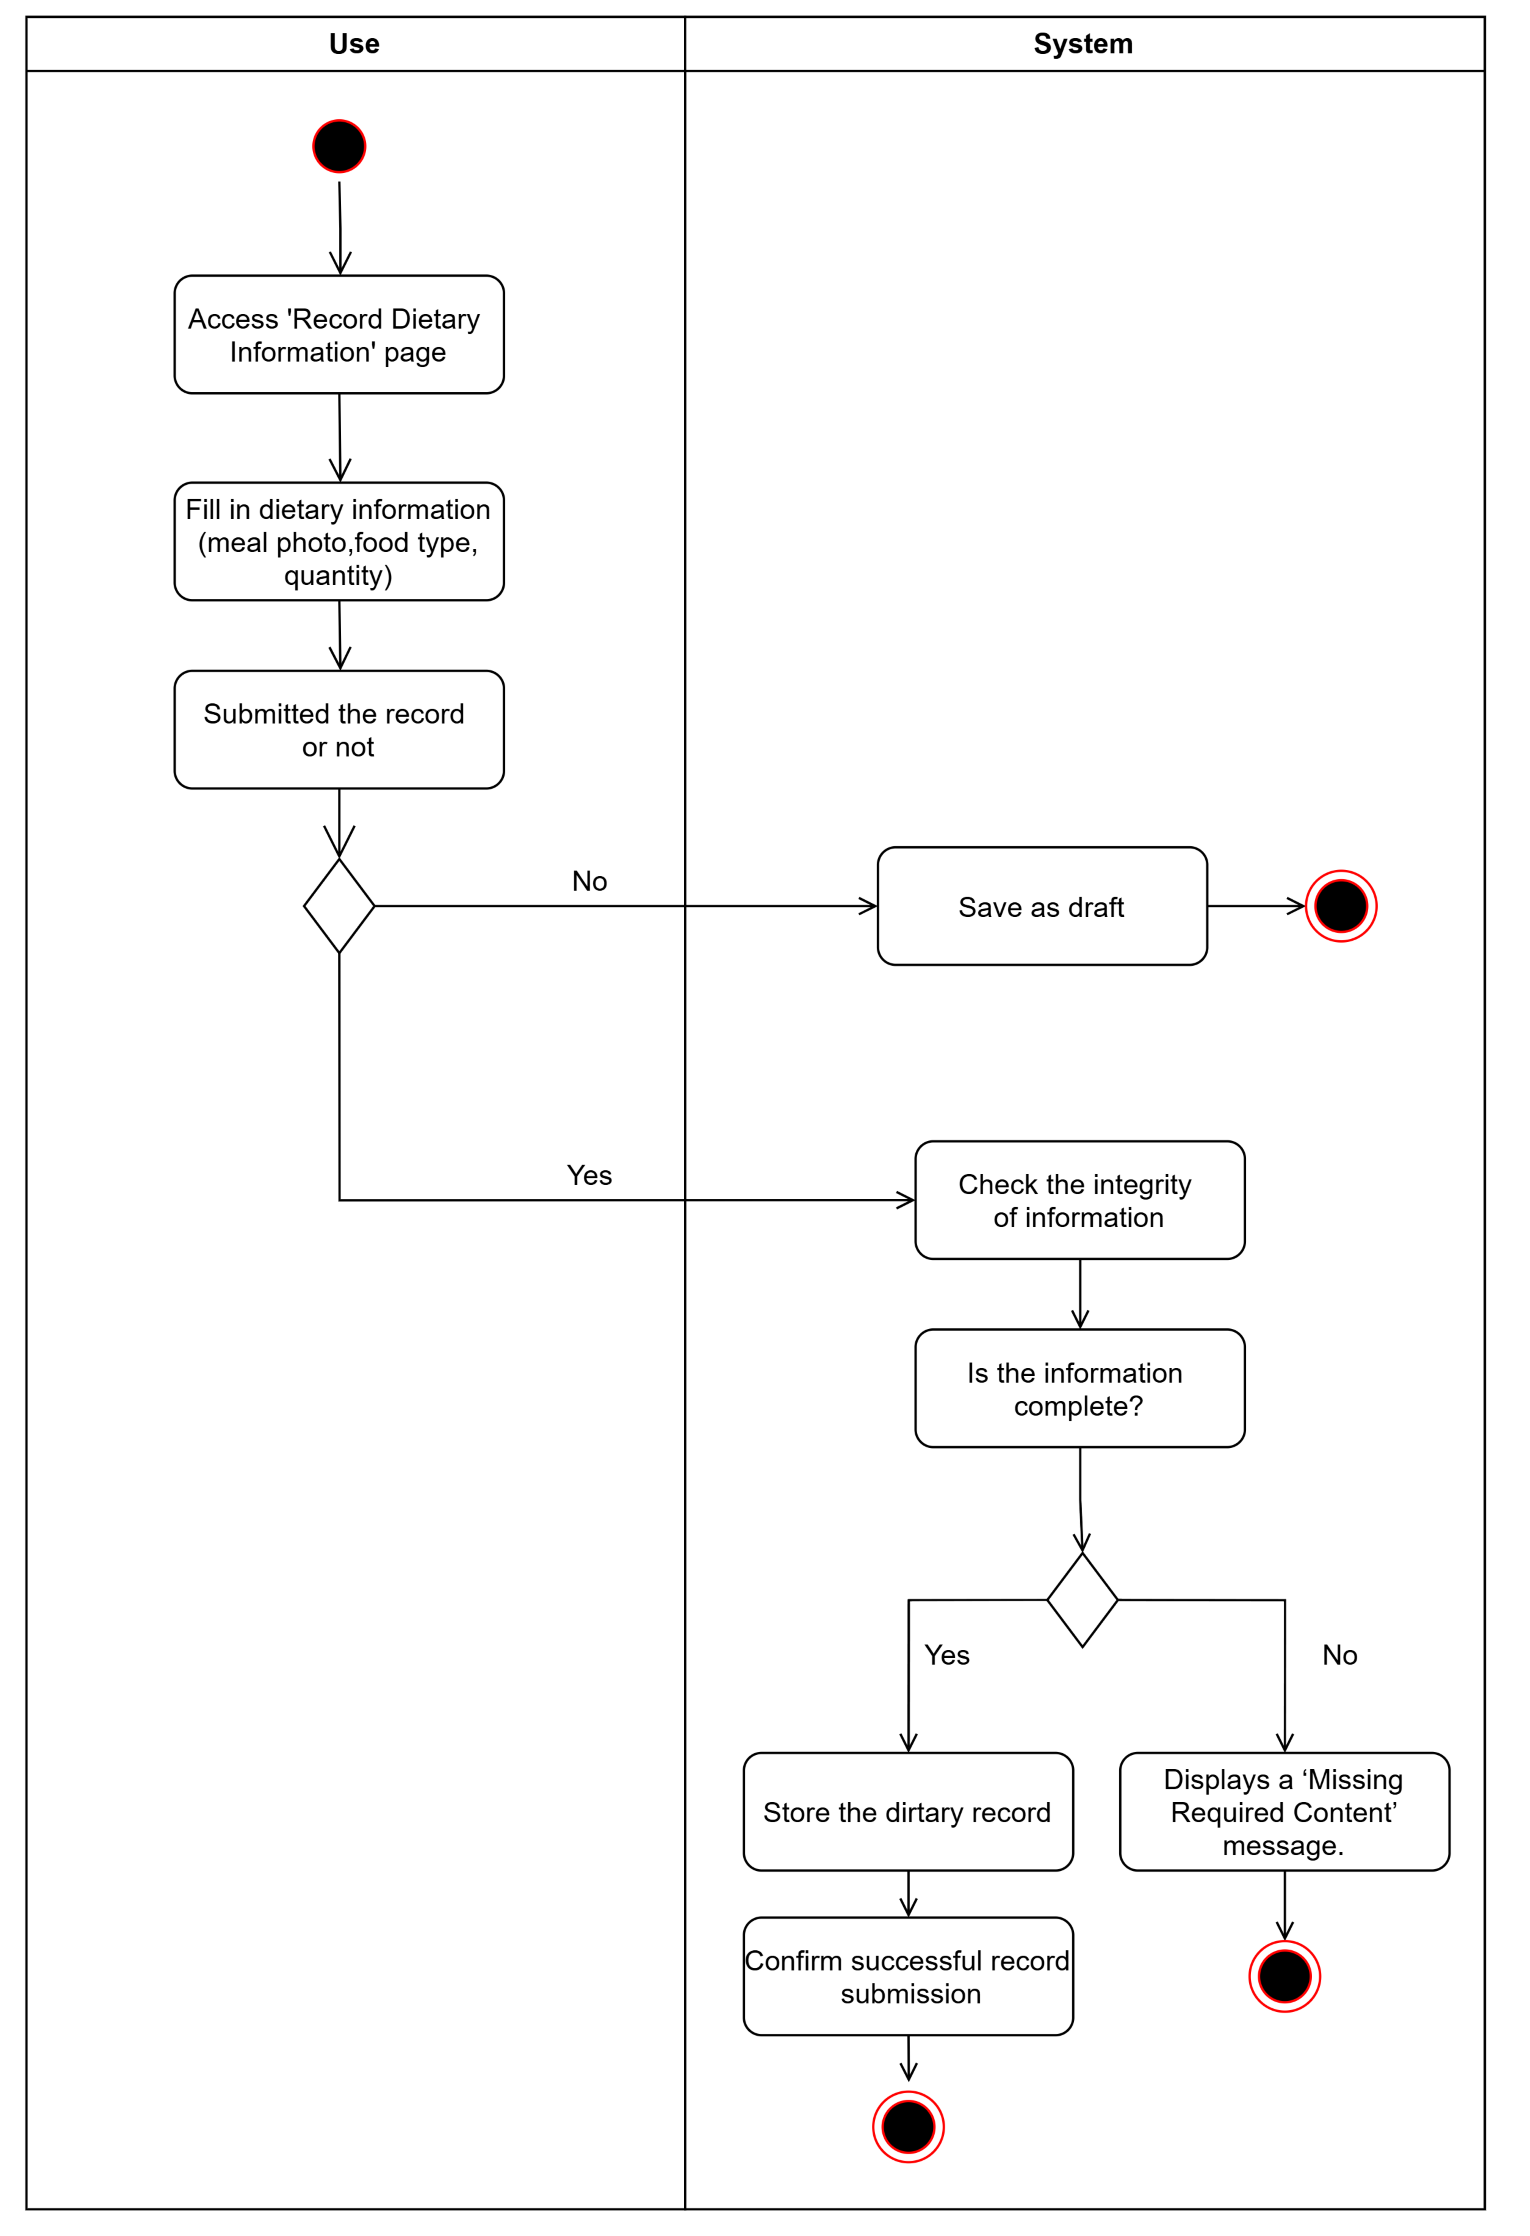 Use
System
Access 'Record Dietary
Information' page
Fill in dietary information
(meal photo,food type,
quantity)
Submitted the record
or not
No
Save as draft
Yes
Check the integrity
of information
Is the information
complete?
Yes
No
Store the dirtary record
Displays a ‘Missing
Required Content’
message.
Confirm successful record
submission